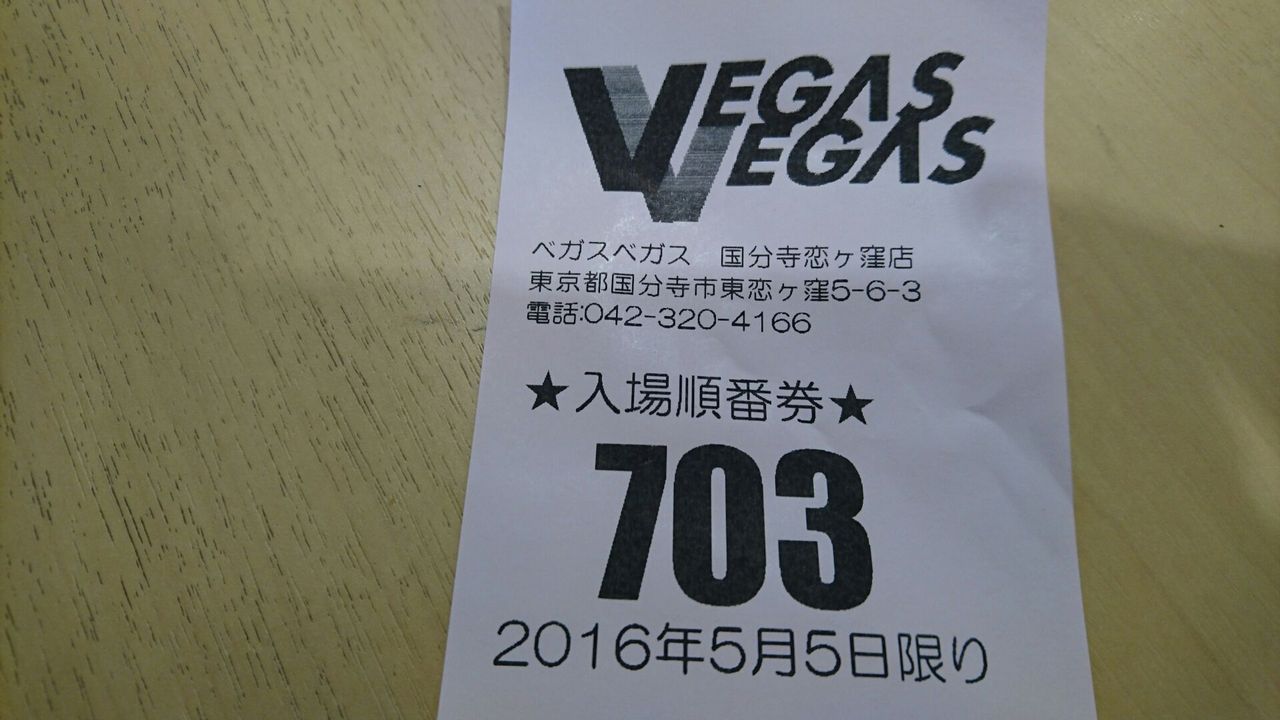 VEGAS
VEGAS
ベガスベガス 国分寺恋ヶ窪店
東京都国分寺市東恋ヶ窪5-6-3
電話:042-320-4166
★入場順番券★
703
2016年5月5日限り